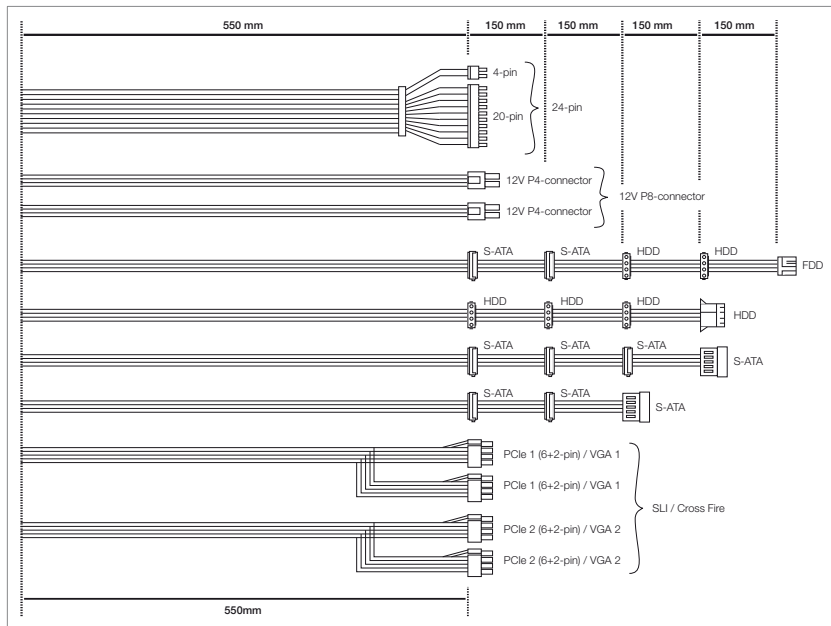 550 mm 150 mm 150 mm 150 mm 150 mm
4-pin
20-pin
24-pin
12V P4-connector
12V P8-connector
12V P4-connector
S-ATA S-ATA HDD HDD
FDD
HDD HDD HDD
HDD
S-ATA S-ATA S-ATA
S-ATA
S-ATA S-ATA
S-ATA
PCIe 1 (6+2-pin) / VGA 1
PCIe 1 (6+2-pin) / VGA 1
SLI / Cross Fire
PCIe 2 (6+2-pin) / VGA 2
PCIe 2 (6+2-pin) / VGA 2
550mm